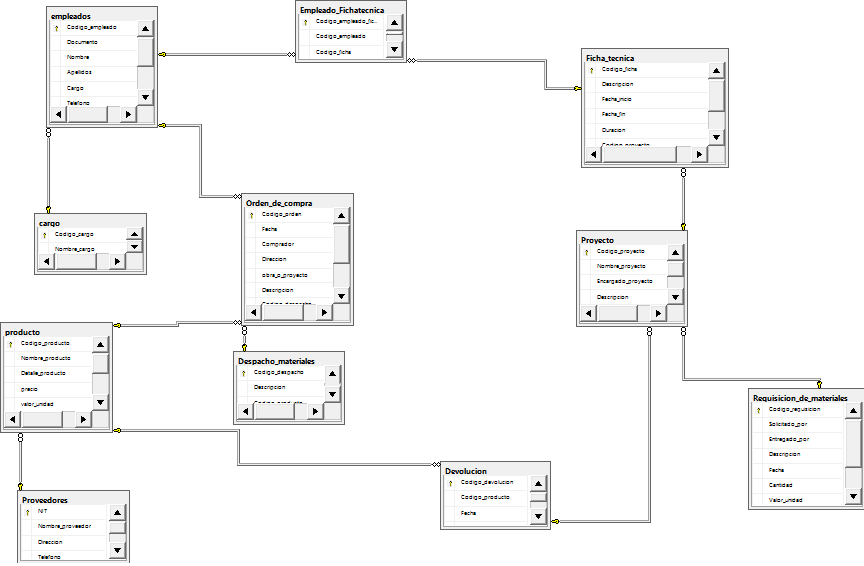 empleados
Codigo_empleado
Documento
Nombre
Apellidos
Cargo
Telefono
Empleado_Fichatecnica
Codigo_empleado_fic...
Codigo_empleado
Codigo_ficha
Ficha_tecnica
Codigo_ficha
Descripcion
Fecha_inicio
Fecha_fin
Duracion
Codigo_proyecto
cargo
Codigo_cargo
Nombre_cargo
Orden_de_compra
Codigo_orden
Fecha
Comprador
Direccion
obra_o_proyecto
Descripcion
Codigo_despacho
Proyecto
Codigo_proyecto
Nombre_proyecto
Encargado_proyecto
Descripcion
producto
Codigo_producto
Nombre_producto
Detalle_producto
precio
valor_unidad
Despacho_materiales
Codigo_despacho
Descripcion
Codigo_producto
Requisicion_de_materiales
Codigo_requisicion
Solicitado_por
Entregado_por
Descripcion
Fecha
Cantidad
Valor_unidad
Devolucion
Codigo_devolucion
Codigo_producto
Fecha
Proveedores
NIT
Nombre_proveedor
Direccion
Telefono